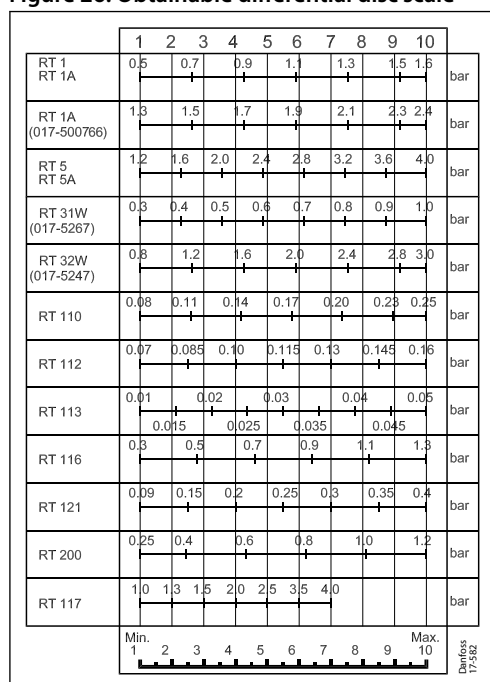 Figure 26: Obtainable differential disc scale
1 2 3 4 5 6 7 8 9 10
RT 1
RT 1A
0.5 0.7 0.9 1.1 1.3 1.5 1.6
bar
RT 1A
(017-500766)
1.3 1.5 1.7 1.9 2.1 2.3 2.4
bar
RT 5
RT 5A
1.2 1.6 2.0 2.4 2.8 3.2 3.6 4.0
bar
RT 31W
(017-5267)
0.3 0.4 0.5 0.6 0.7 0.8 0.9 1.0
bar
RT 32W
(017-5247)
0.8 1.2 1.6 2.0 2.4 2.8 3.0
bar
RT 110
0.08 0.11 0.14 0.17 0.20 0.23 0.25
bar
RT 112
0.07 0.085 0.10 0.115 0.13 0.145 0.16
bar
RT 113
0.01 0.02 0.03 0.04 0.05
0.015 0.025 0.035 0.045
bar
RT 116
0.3 0.5 0.7 0.9 1.1 1.3
bar
RT 121
0.09 0.15 0.2 0.25 0.3 0.35 0.4
bar
RT 200
0.25 0.4 0.6 0.8 1.0 1.2
bar
RT 117
1.0 1.3 1.5 2.0 2.5 3.5 4.0
bar
Min. Max.
1 2 3 4 5 6 7 8 9 10
Danfoss
17-582